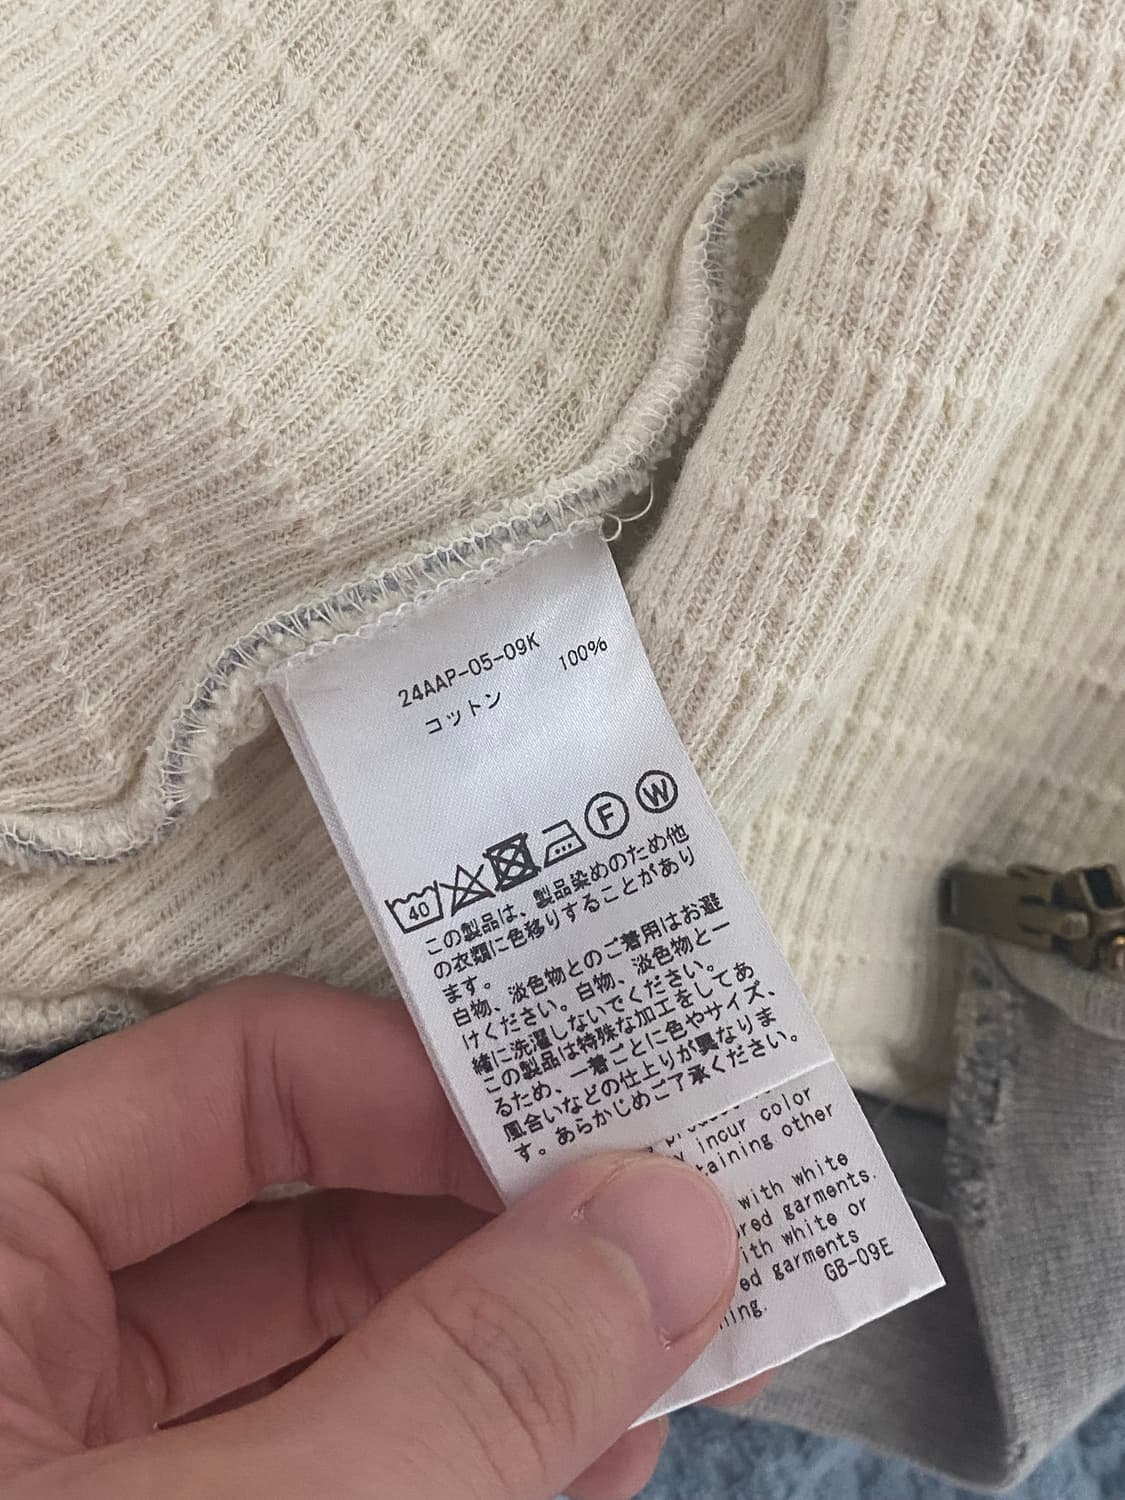 24AAP-05-09K
コットン 100%
40 F W
この製品は、製品染めのため他
の衣類に色移りすることがあり
ます。
白物、淡色物とのご着用はお避
けください。白物、淡色物と一
緒に洗濯しないでください。
この製品は特殊な加工をしてあ
るため、一着ごとに色やサイズ、
風合いなどの仕上りが異なりま
す。あらかじめご了承ください。
incur color
taining other
with white
red garments.
ith white or
ed garments
GB-09E
ning.